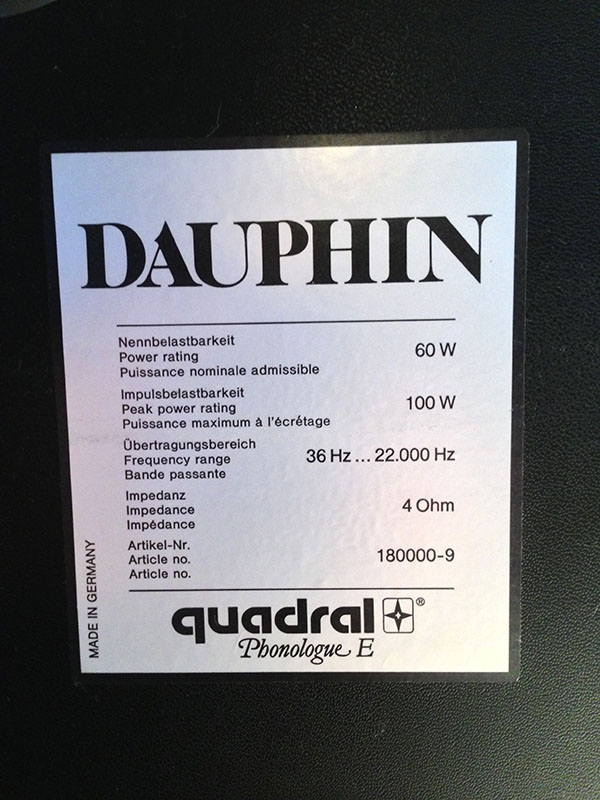 DAUPHIN
Nennbelastbarkeit
Power rating
Puissance nominale admissible
60 W
Impulsbelastbarkeit
Peak power rating
Puissance maximum à l'écrétage
100 W
Übertragungsbereich
Frequency range
Bande passante
36 Hz ... 22.000 Hz
Impedanz
Impedance
Impédance
4 Ohm
Artikel-Nr.
Article no.
Article no.
180000-9
MADE IN GERMANY
quadral ®
Phonologue E